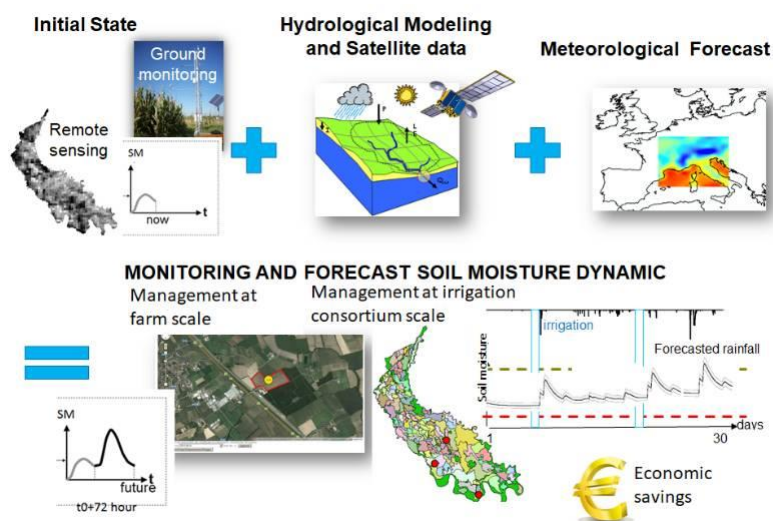 Initial State
Hydrological Modeling
and Satellite data
Meteorological Forecast
Ground
monitoring
Remote
sensing
SM
now
t
P
MONITORING AND FORECAST SOIL MOISTURE DYNAMIC
Management at
farm scale
Management at irrigation
consortium scale
irrigation
Forecasted rainfall
Soil moisture
days
1
30
SM
t
future
t0+72 hour
Economic
savings